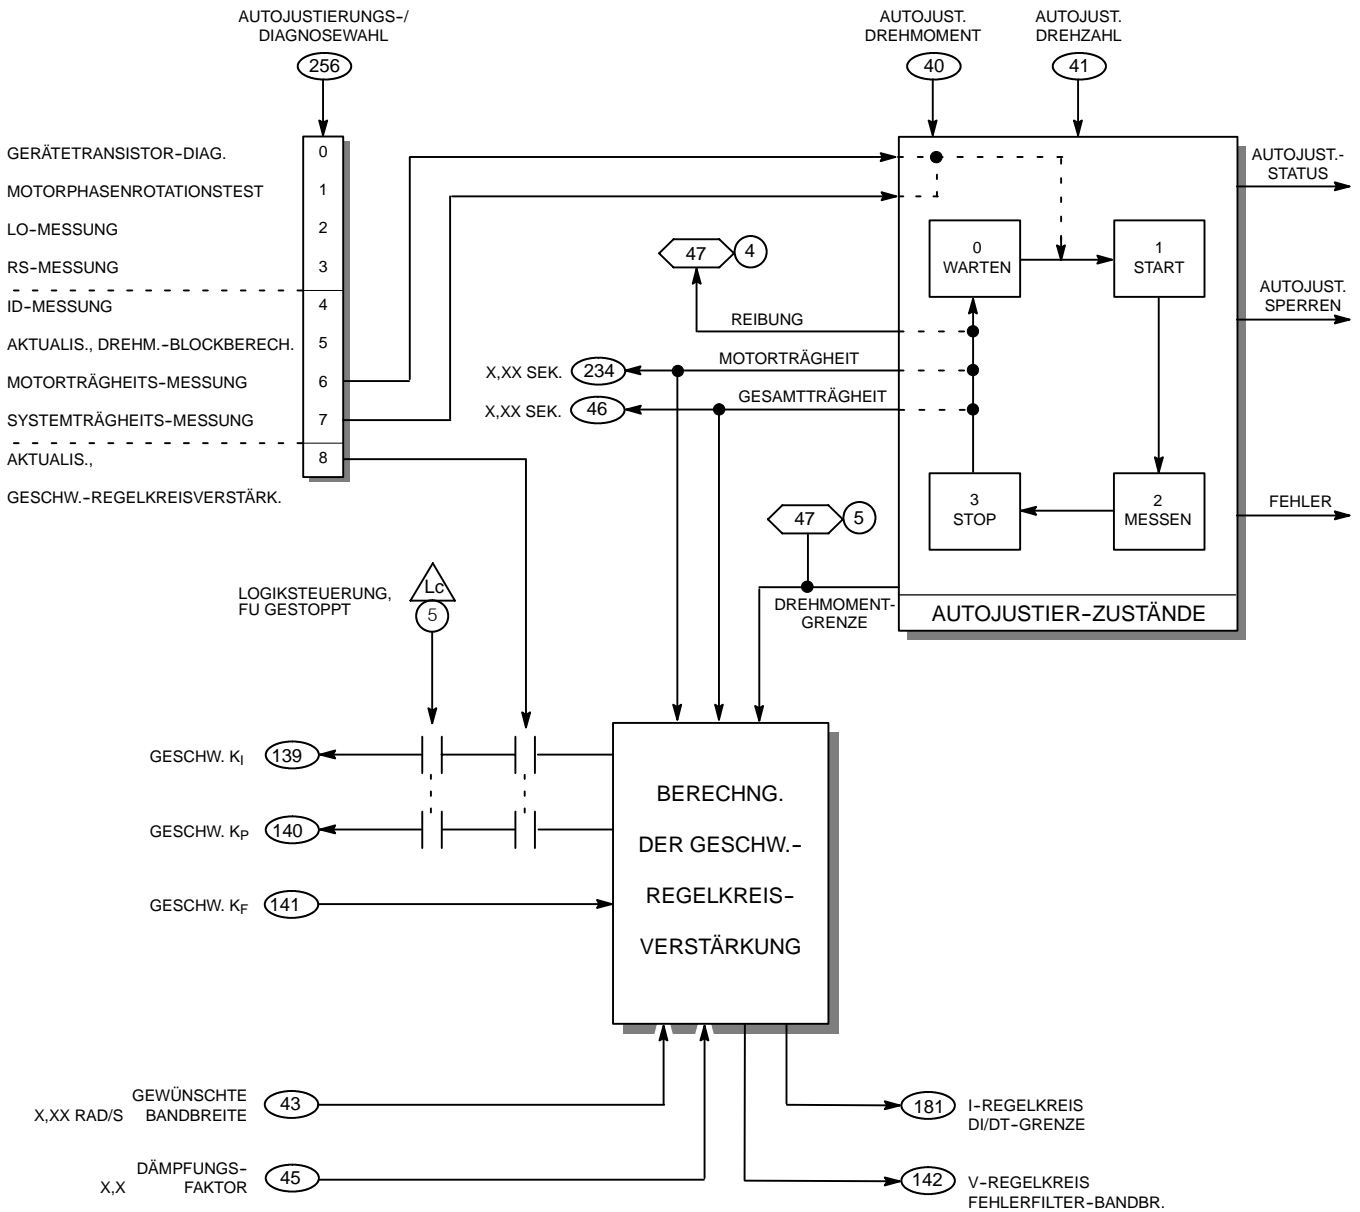 AUTOJUSTIERUNGS-/
DIAGNOSEWAHL
256
AUTOJUST.
DREHMOMENT
40
AUTOJUST.
DREHZAHL
41
GERÄTETRANSISTOR-DIAG. 0
MOTORPHASENROTATIONSTEST 1
LO-MESSUNG 2
RS-MESSUNG 3
ID-MESSUNG 4
AKTUALIS., DREHM.-BLOCKBERECH. 5
MOTORTRÄGHEITS-MESSUNG 6
SYSTEMTRÄGHEITS-MESSUNG 7
AKTUALIS., 8
GESCHW.-REGELKREISVERSTÄRK.
AUTOJUST.-
STATUS
AUTOJUST.
SPERREN
FEHLER
0
WARTEN
1
START
3
STOP
2
MESSEN
AUTOJUSTIER-ZUSTÄNDE
47 4
REIBUNG
X,XX SEK. 234 MOTORTRÄGHEIT
X,XX SEK. 46 GESAMTTRÄGHEIT
47 5
DREHMOMENT-
GRENZE
LOGIKSTEUERUNG,
FU GESTOPPT
Lc
5
GESCHW. KI 139
GESCHW. KP 140
GESCHW. KF 141
BERECHNG.
DER GESCHW.-
REGELKREIS-
VERSTÄRKUNG
GEWÜNSCHTE
X,XX RAD/S BANDBREITE 43
DÄMPFUNGS-
X,X FAKTOR 45
181 I-REGELKREIS
DI/DT-GRENZE
142 V-REGELKREIS
FEHLERFILTER-BANDBR.